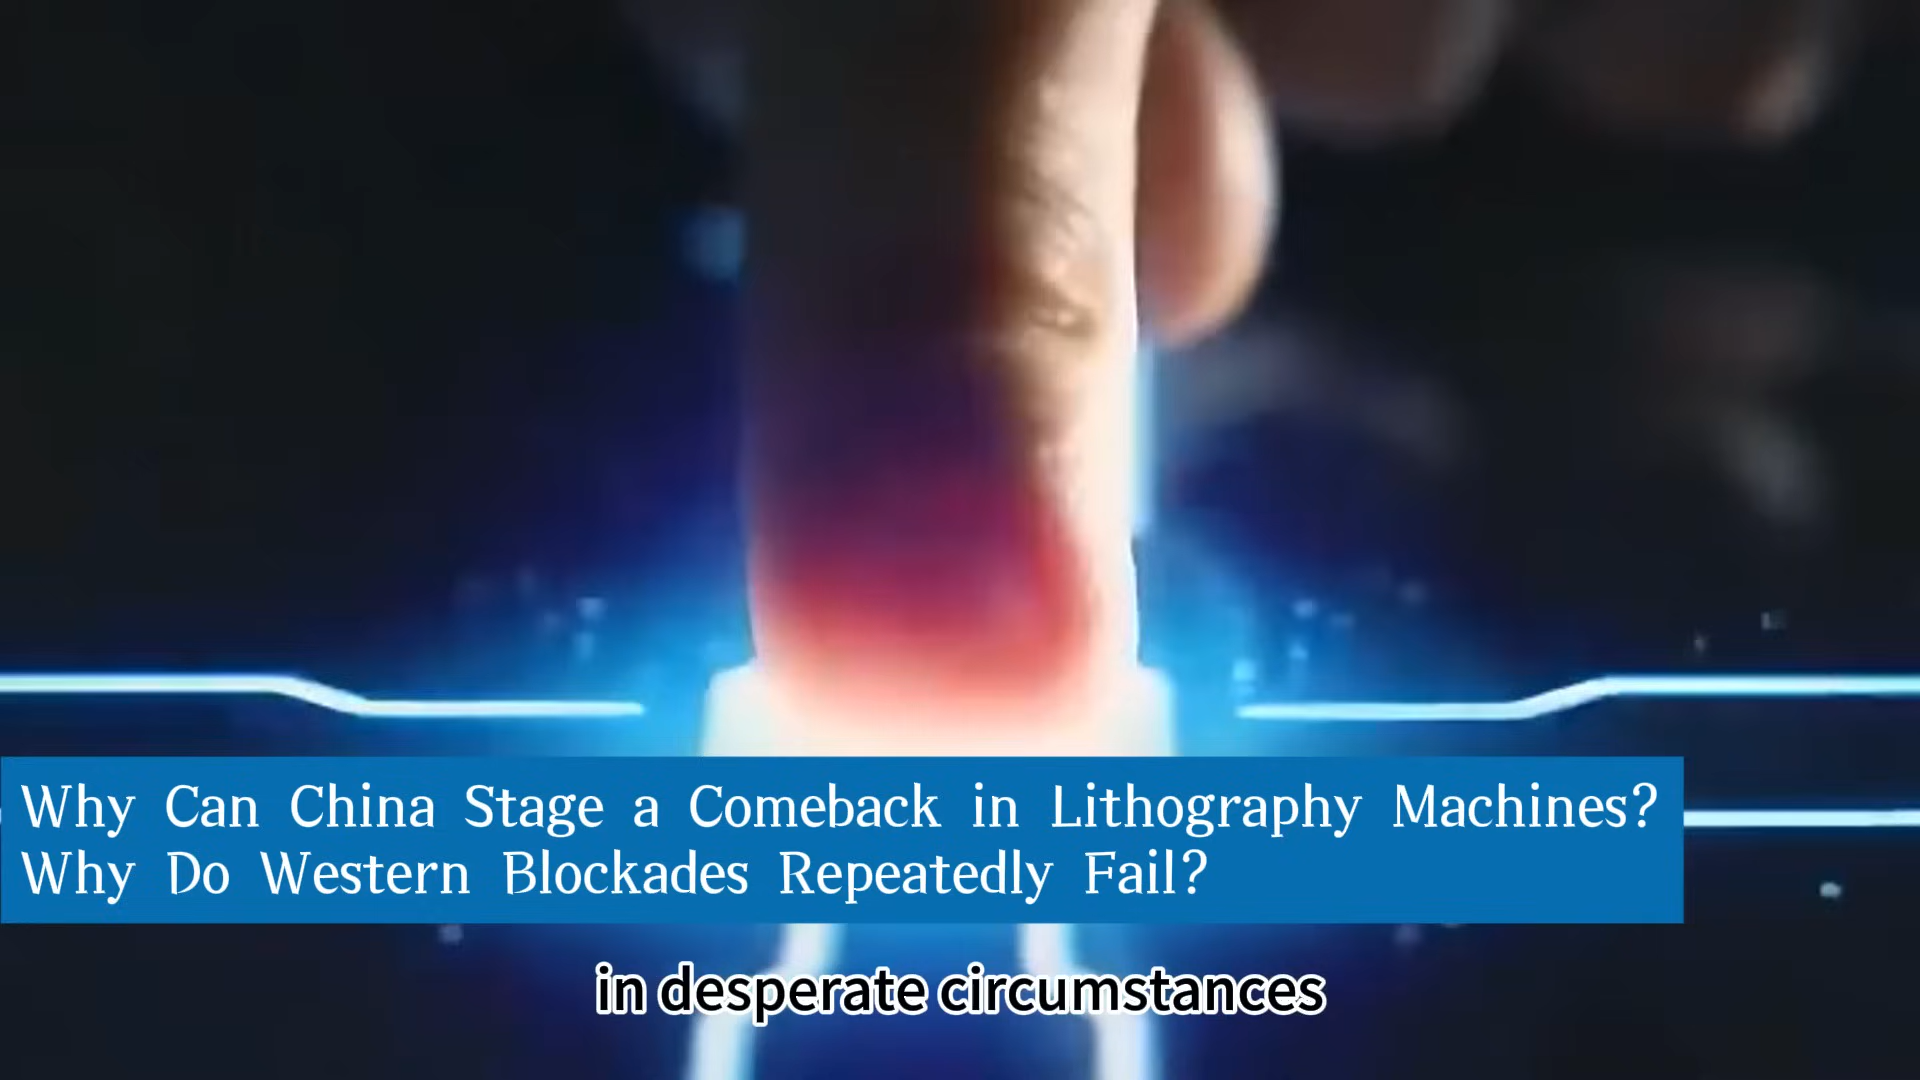 Why Can China Stage a Comeback in Lithography Machines?
Why Do Western Blockades Repeatedly Fail?
in desperate circumstances